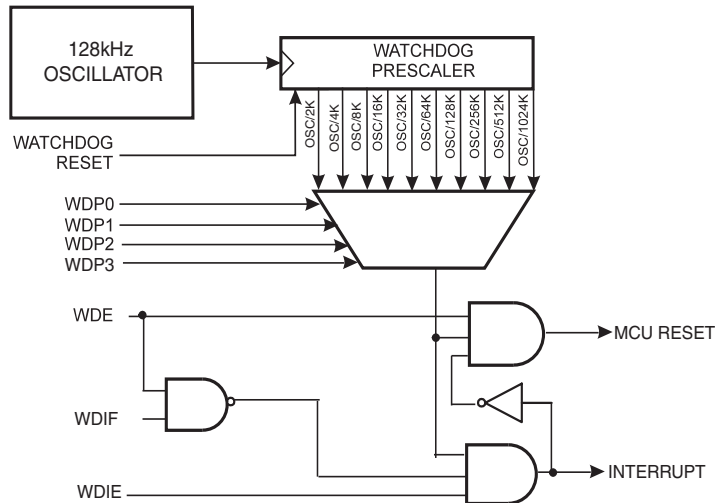 128kHz
OSCILLATOR
WATCHDOG
PRESCALER
WATCHDOG
RESET
OSC/2K
OSC/4K
OSC/8K
OSC/16K
OSC/32K
OSC/64K
OSC/128K
OSC/256K
OSC/512K
OSC/1024K
WDP0
WDP1
WDP2
WDP3
WDE
MCU RESET
WDIF
INTERRUPT
WDIE